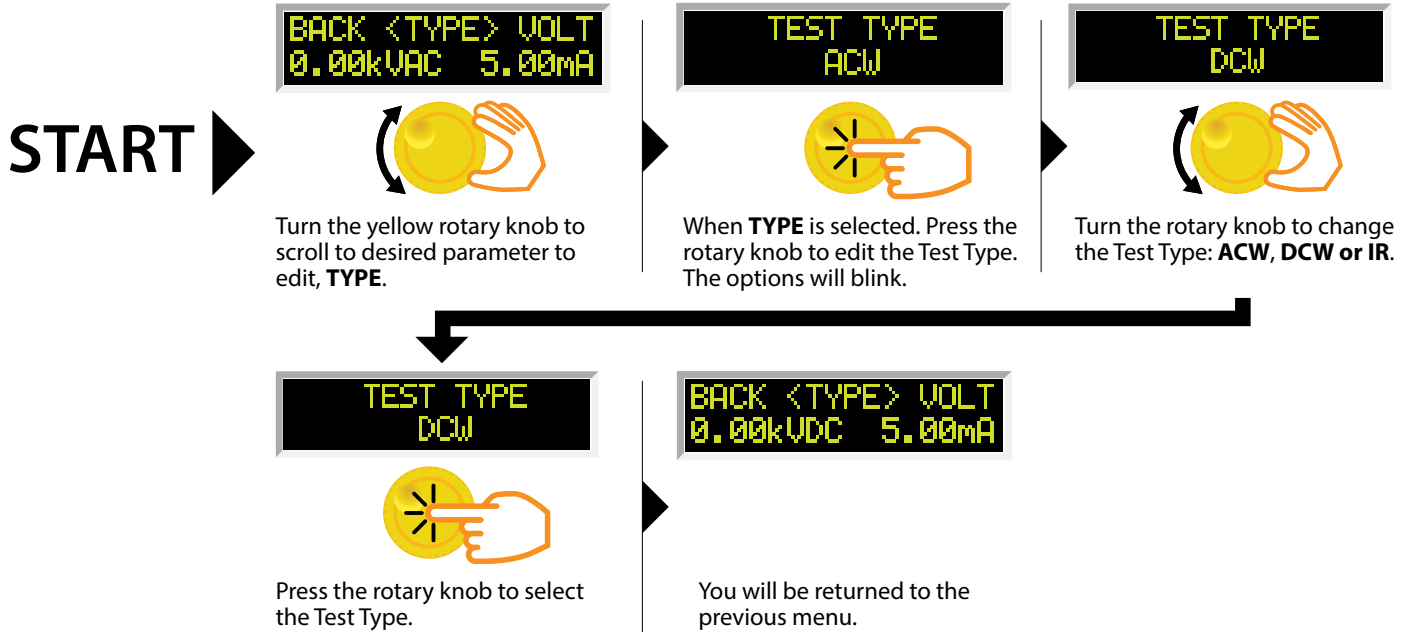 START
BACK <TYPE> VOLT
0.00kVAC 5.00mA
Turn the yellow rotary knob to
scroll to desired parameter to
edit, TYPE.
TEST TYPE
ACW
When TYPE is selected. Press the
rotary knob to edit the Test Type.
The options will blink.
TEST TYPE
DCW
Turn the rotary knob to change
the Test Type: ACW, DCW or IR.
TEST TYPE
DCW
Press the rotary knob to select
the Test Type.
BACK <TYPE> VOLT
0.00kVDC 5.00mA
You will be returned to the
previous menu.